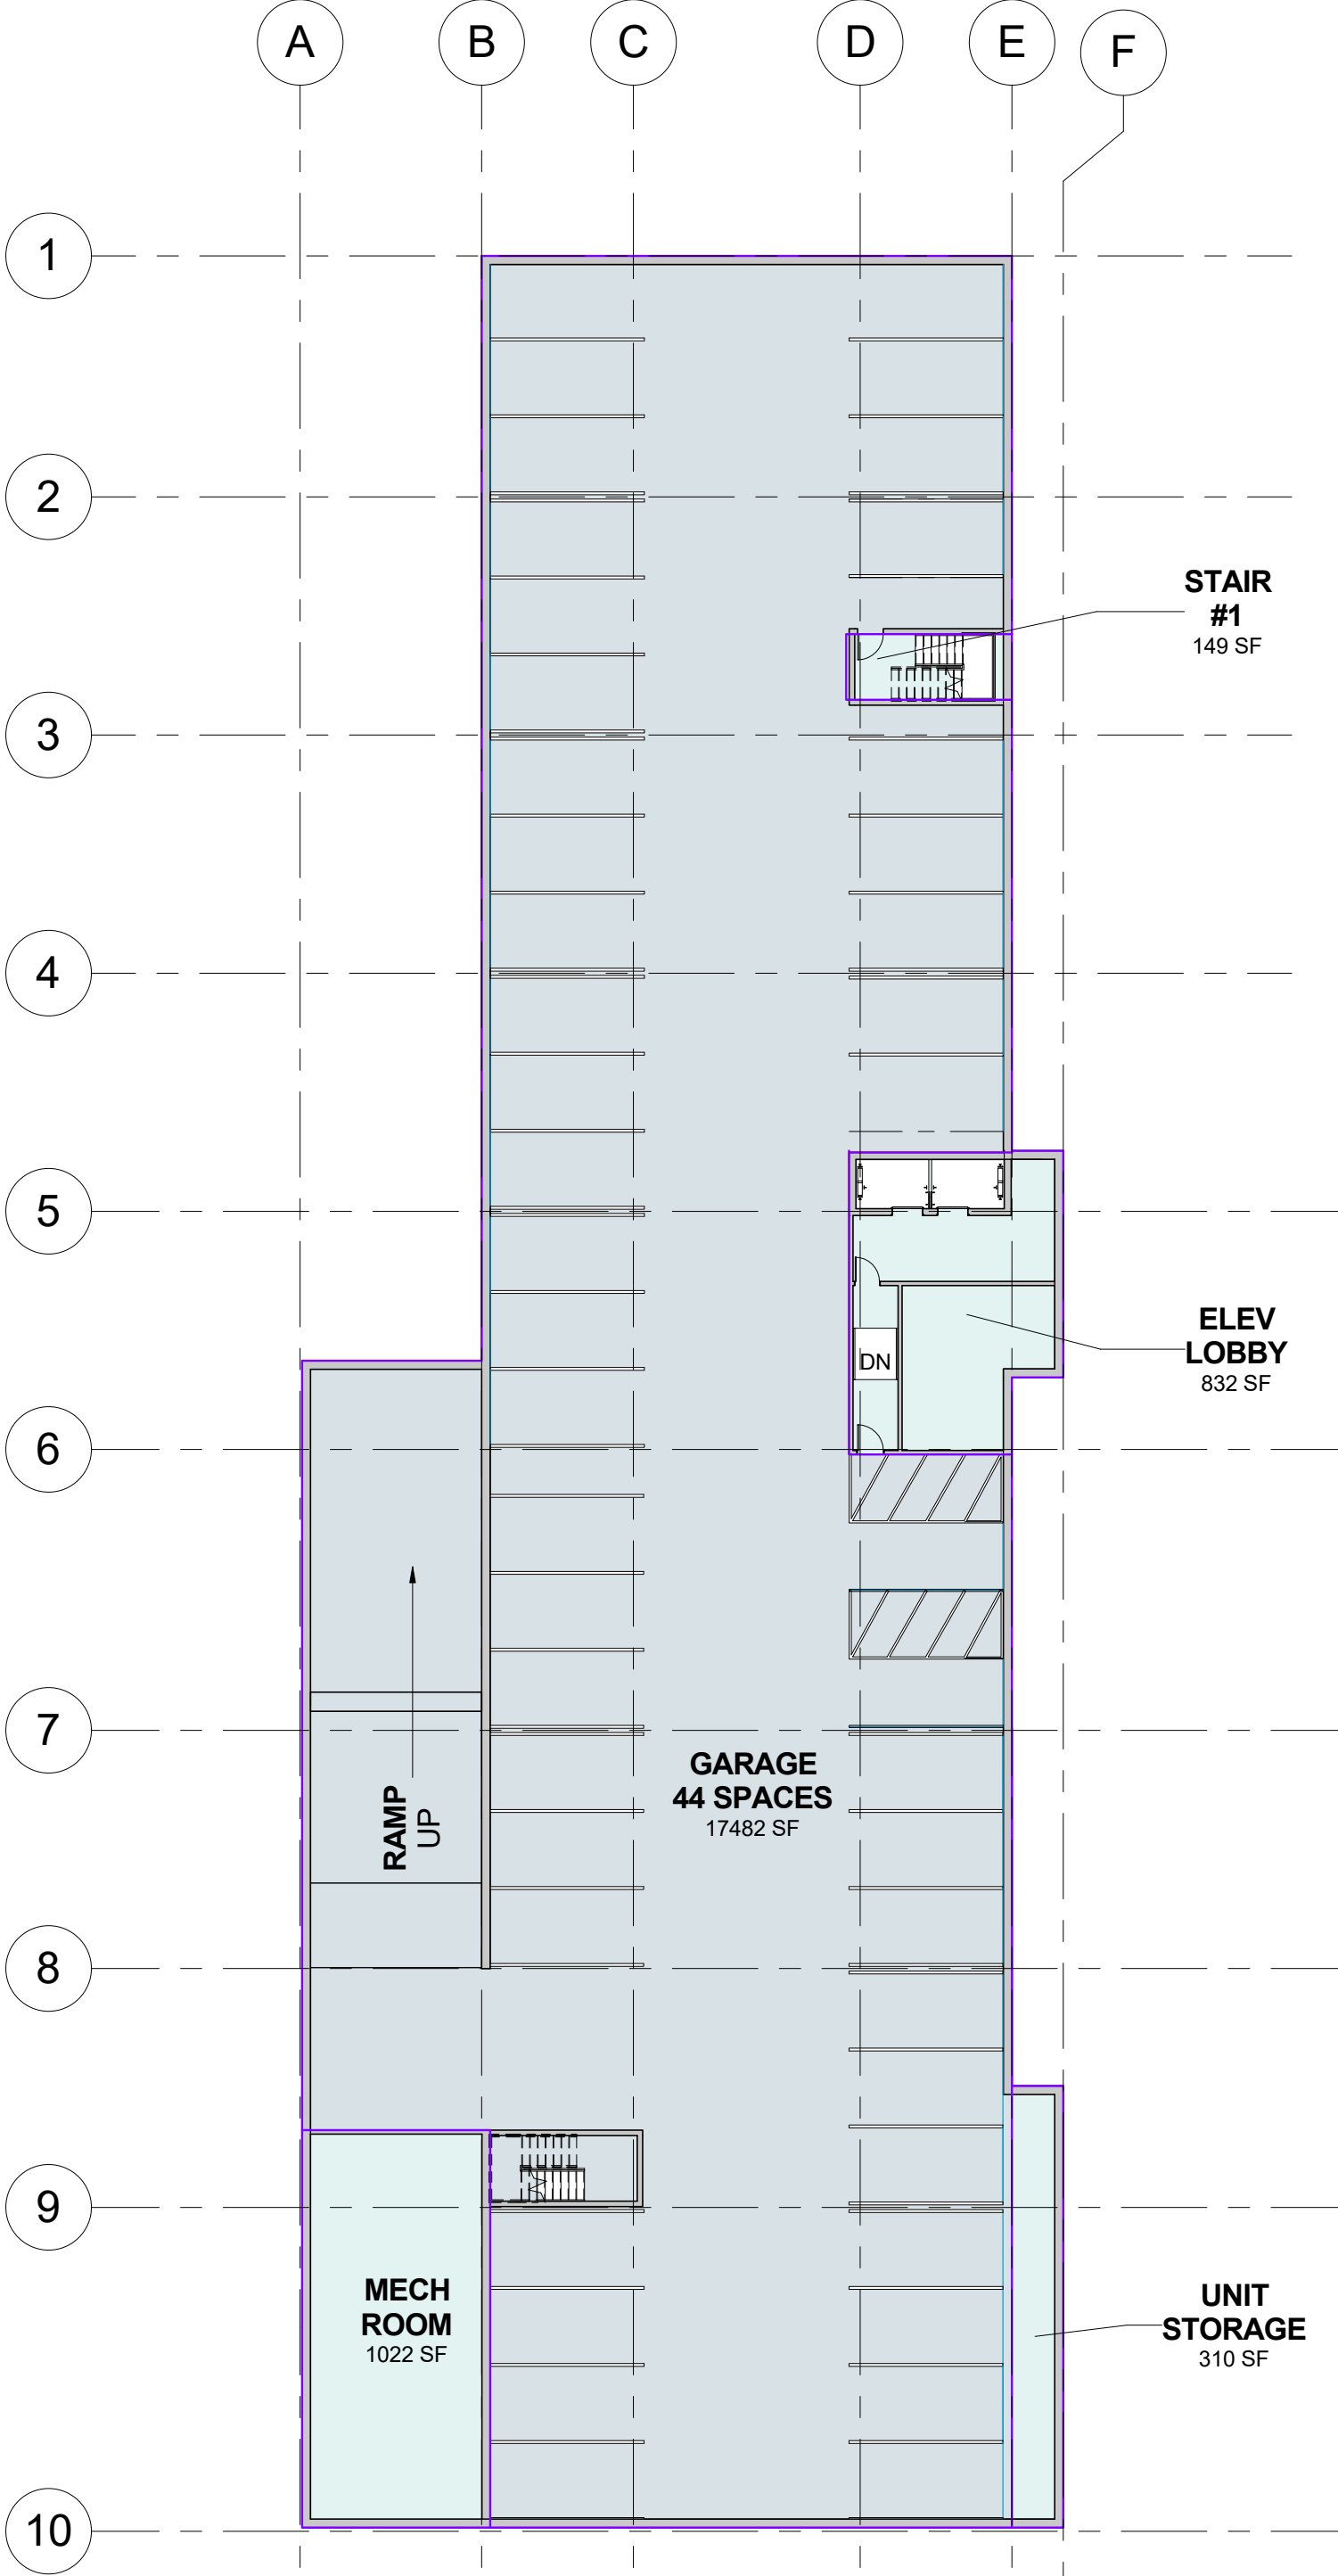 A
B
C
D
E
F
1
2
STAIR
#1
149 SF
3
4
5
ELEV
LOBBY
832 SF
DN
6
7
GARAGE
44 SPACES
17482 SF
RAMP
UP
8
9
MECH
ROOM
1022 SF
UNIT
STORAGE
310 SF
10